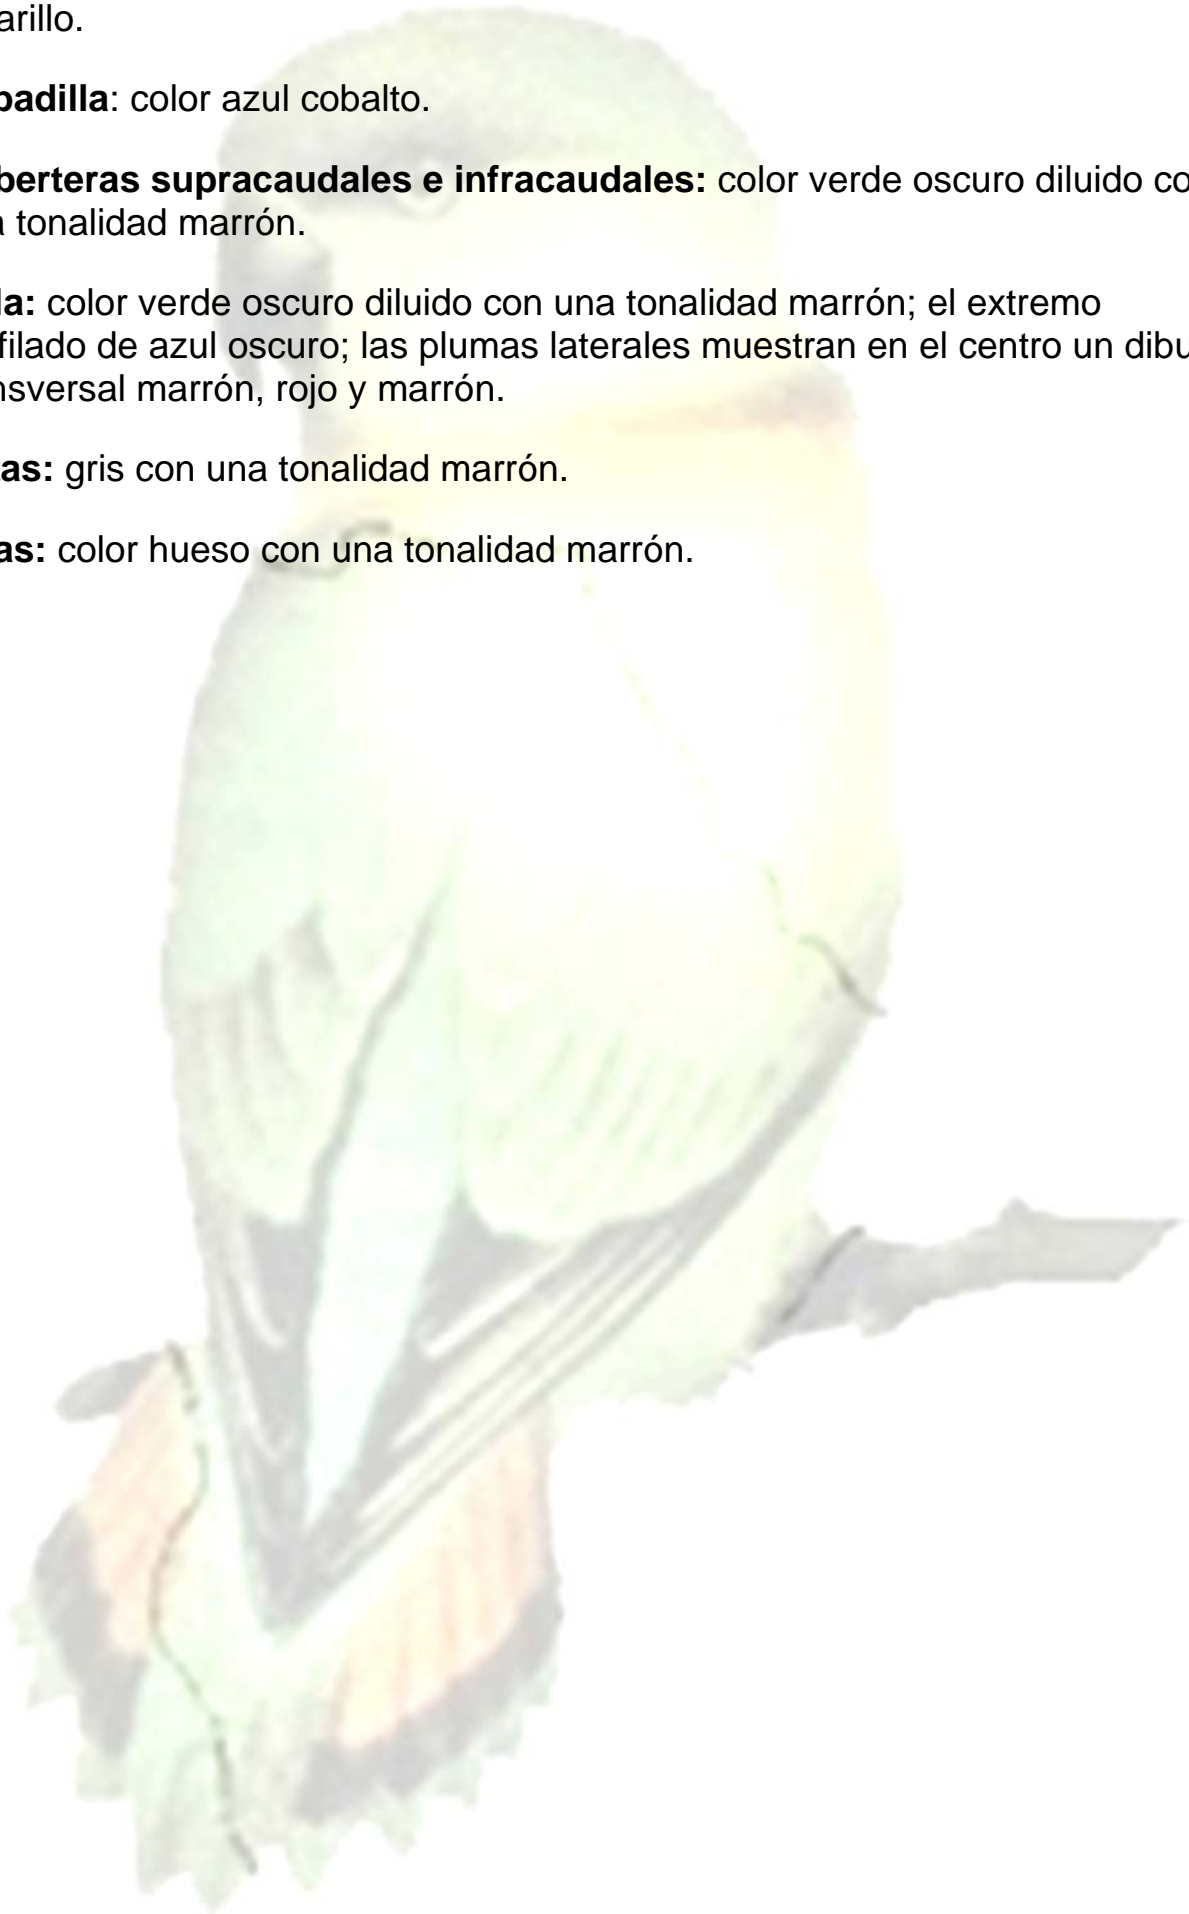 arillo.
padilla: color azul cobalto.
berteras supracaudales e infracaudales: color verde oscuro diluido co
a tonalidad marrón.
la: color verde oscuro diluido con una tonalidad marrón; el extremo
filado de azul oscuro; las plumas laterales muestran en el centro un dibu
nsversal marrón, rojo y marrón.
tas: gris con una tonalidad marrón.
as: color hueso con una tonalidad marrón.